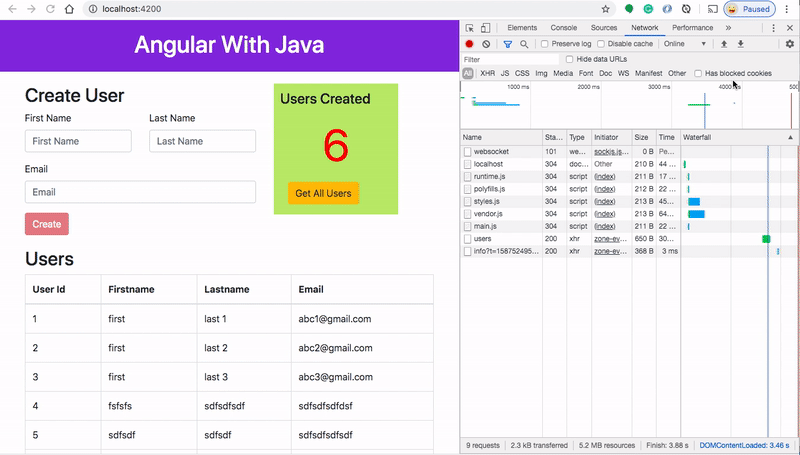 localhost:4200
Paused
Angular With Java
Create User
First Name
Last Name
First Name
Last Name
Email
Email
Create
Users Created
6
Get All Users
Users
User Id Firstname Lastname Email
1 first last 1 abc1@gmail.com
2 first last 2 abc2@gmail.com
3 first last 3 abc3@gmail.com
4 fsfsfs sdfsdfsdf sdfsdfsdfdsf
5 sdfsdf sdfsdf sdfsdfsdfsdf
Elements Console Sources Network Performance »
Preserve log Disable cache Online
Filter Hide data URLs
All XHR JS CSS Img Media Font Doc WS Manifest Other Has blocked cookies
1000 ms 2000 ms 3000 ms 4000 ms 500
Name Sta... Type Initiator Size Time Waterfall
websocket 101 we... sockjs.js... 0 B Pe...
localhost 304 doc... Other 210 B 44 ...
runtime.js 304 script (index) 211 B 17 ...
polyfills.js 304 script (index) 212 B 22 ...
styles.js 304 script (index) 213 B 45...
vendor.js 304 script (index) 213 B 64...
main.js 304 script (index) 211 B 22 ...
users 200 xhr zone-ev... 650 B 30...
info?t=158752495... 200 xhr zone-ev... 368 B 3 ms
9 requests 2.3 kB transferred 5.2 MB resources Finish: 3.88 s DOMContentLoaded: 3.46 s